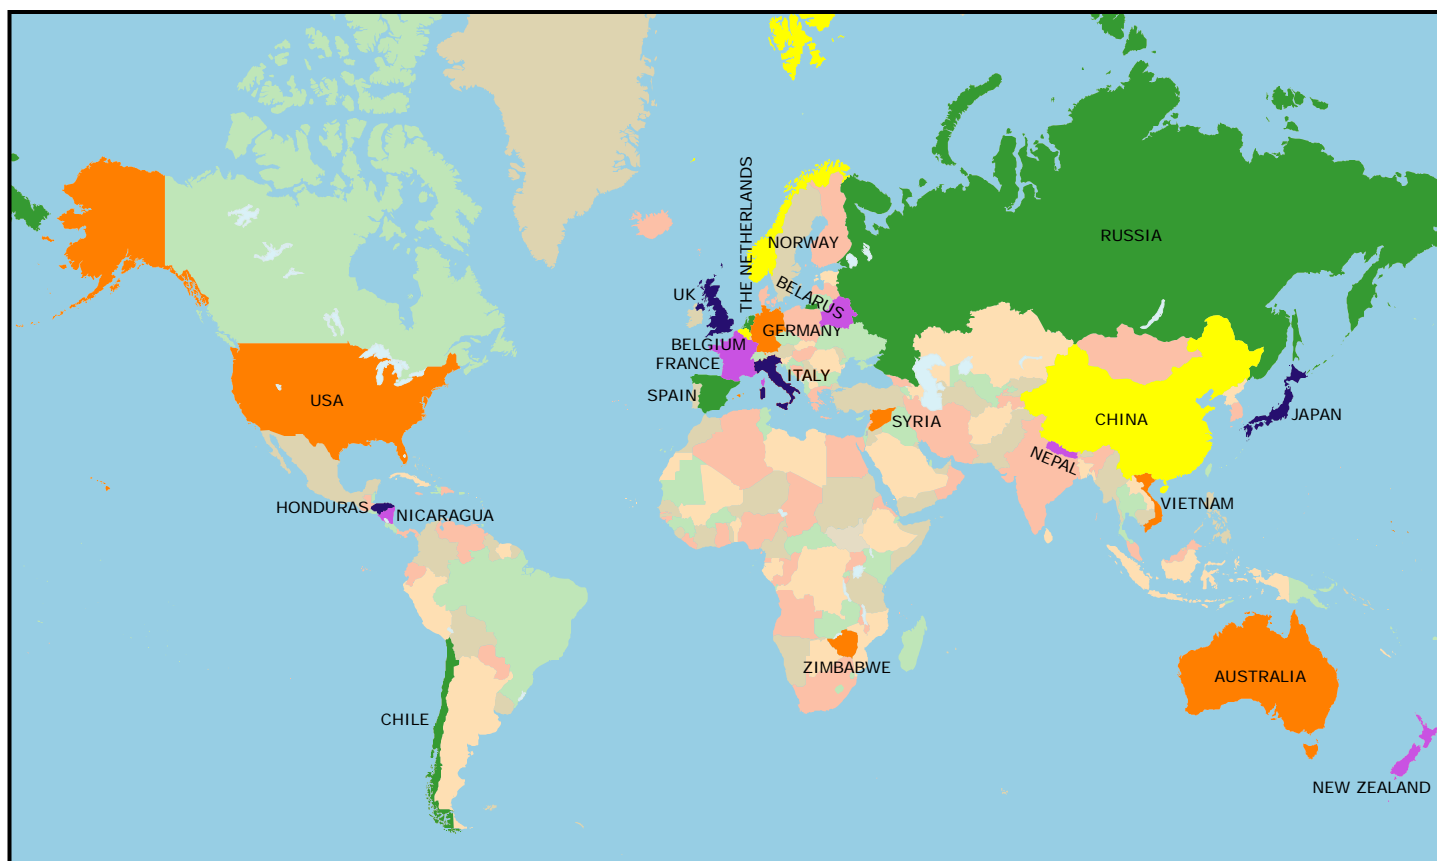 THE NETHERLANDS
NORWAY
RUSSIA
UK
BELARUS
GERMANY
BELGIUM
FRANCE
ITALY
SPAIN
USA
SYRIA
CHINA
JAPAN
NEPAL
HONDURAS
NICARAGUA
VIETNAM
ZIMBABWE
AUSTRALIA
CHILE
NEW ZEALAND